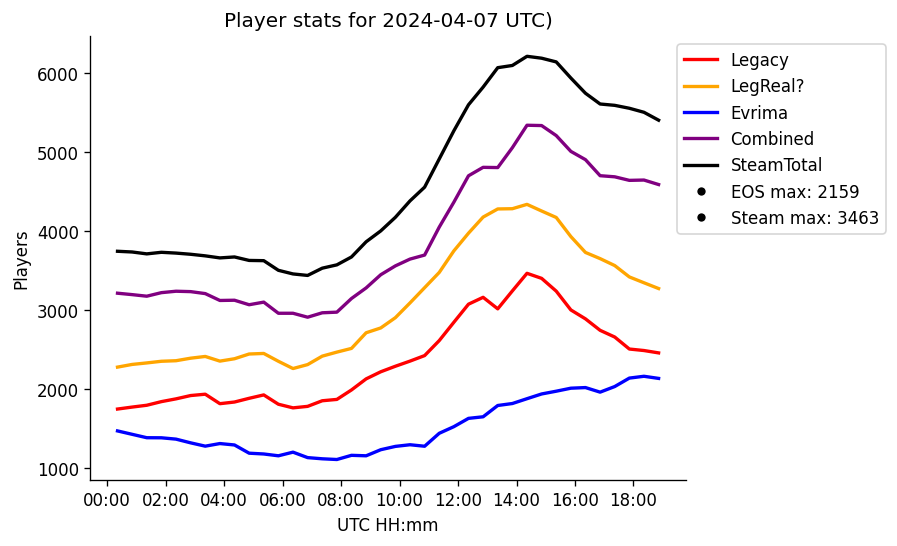 Player stats for 2024-04-07 UTC)
Players
6000
5000
4000
3000
2000
1000
00:00 02:00 04:00 06:00 08:00 10:00 12:00 14:00 16:00 18:00
UTC HH:mm
Legacy
LegReal?
Evrima
Combined
SteamTotal
EOS max: 2159
Steam max: 3463